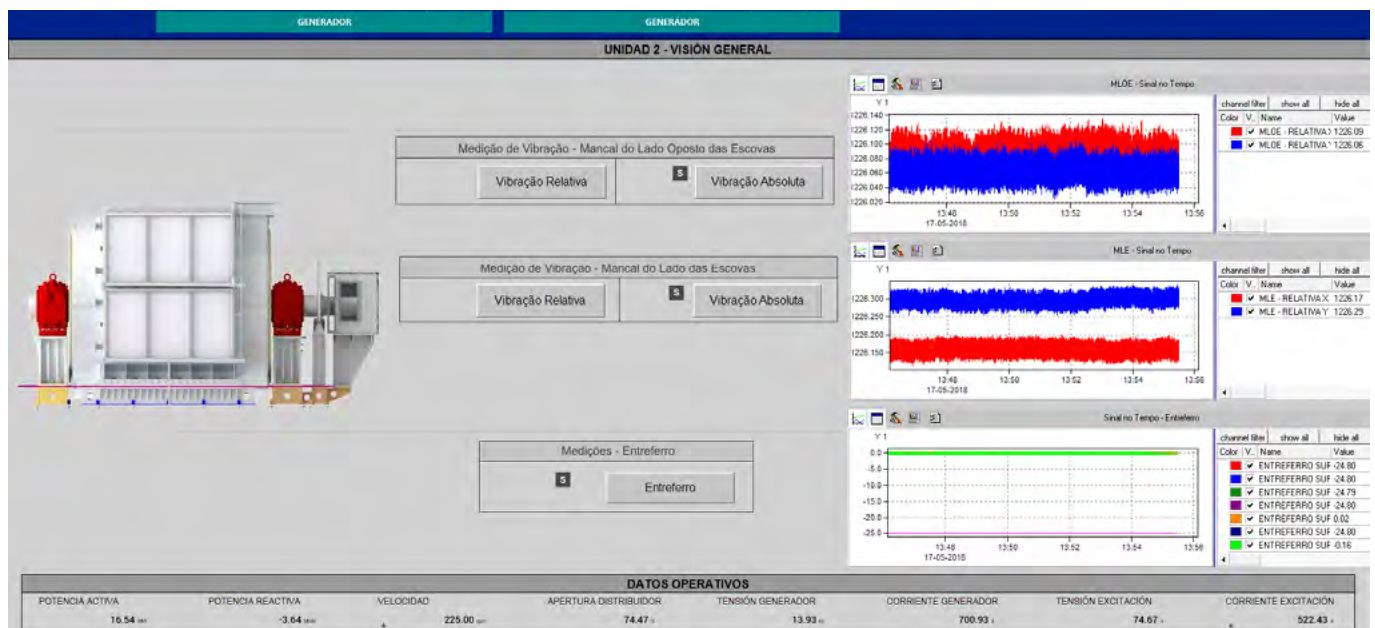 GENERADOR GENERADOR
UNIDAD 2 - VISIÓN GENERAL
MLOE - Sinal no Tempo
Y 1
channel filter show all hide all
Color V.. Name Value
MLOE - RELATIVA 1226.09
MLOE - RELATIVA 1226.06
1226.140
1226.120
1226.100
1226.080
1226.060
1226.040
1226.020
13:48 13:50 13:52 13:54 13:56
17-05-2018
Medição de Vibração - Mancal do Lado Oposto das Escovas
Vibração Relativa S Vibração Absoluta
MLE - Sinal no Tempo
Y 1
channel filter show all hide all
Color V.. Name Value
MLE - RELATIVA X 1226.17
MLE - RELATIVA Y 1226.29
1226.300
1226.250
1226.200
1226.150
13:48 13:50 13:52 13:54 13:56
17-05-2018
Medição de Vibração - Mancal do Lado das Escovas
Vibração Relativa S Vibração Absoluta
Sinal no Tempo - Entreferro
Y 1
channel filter show all hide all
Color V.. Name Value
ENTREFERRO SUF -24.80
ENTREFERRO SUF -24.80
ENTREFERRO SUF -24.79
ENTREFERRO SUF -24.80
ENTREFERRO SUF 0.02
ENTREFERRO SUF -24.80
ENTREFERRO SUF -0.16
0.0
-5.0
-10.0
-15.0
-20.0
-25.0
13:48 13:50 13:52 13:54 13:56
17-05-2018
Medições - Entreferro
S Entreferro
DATOS OPERATIVOS
POTENCIA ACTIVA POTENCIA REACTIVA VELOCIDAD APERTURA DISTRIBUIDOR TENSIÓN GENERADOR CORRIENTE GENERADOR TENSIÓN EXCITACIÓN CORRIENTE EXCITACIÓN
16.54 -3.64 225.00 74.47 13.93 700.93 74.67 522.43